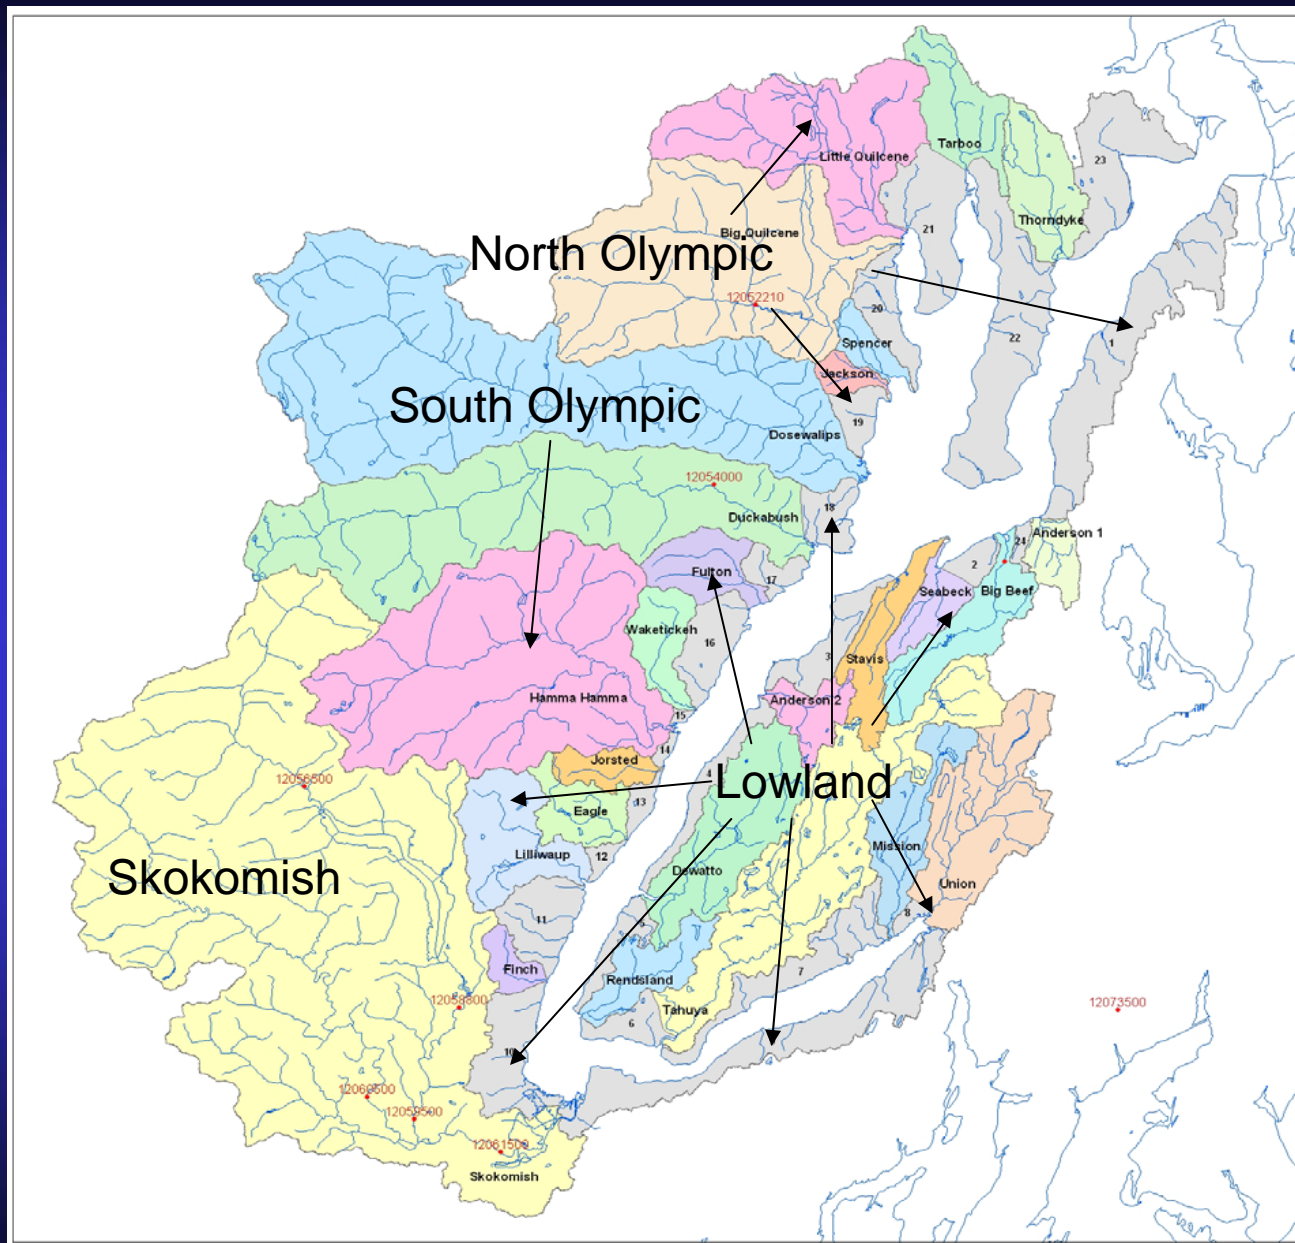 Little Quilcene
Tarboo
23
Thorndyke
21
Big Quilcene
North Olympic
12052210
20
1
22
Spencer
Jackson
South Olympic
19
Dosewalips
12054000
18
Duckabush
Anderson 1
24
2
Fulton
17
Seabeck
Big Beef
Waketickeh
16
3
Stavis
Hamma Hamma
Anderson 2
15
14
Jorsted
4
Lowland
12056500
13
Eagle
Mission
Lilliwaup
12
Dewatto
Skokomish
Union
11
8
Finch
7
Rendsland
12058800
Tahuya
12073500
6
10
12060500
12059500
12061500
Skokomish